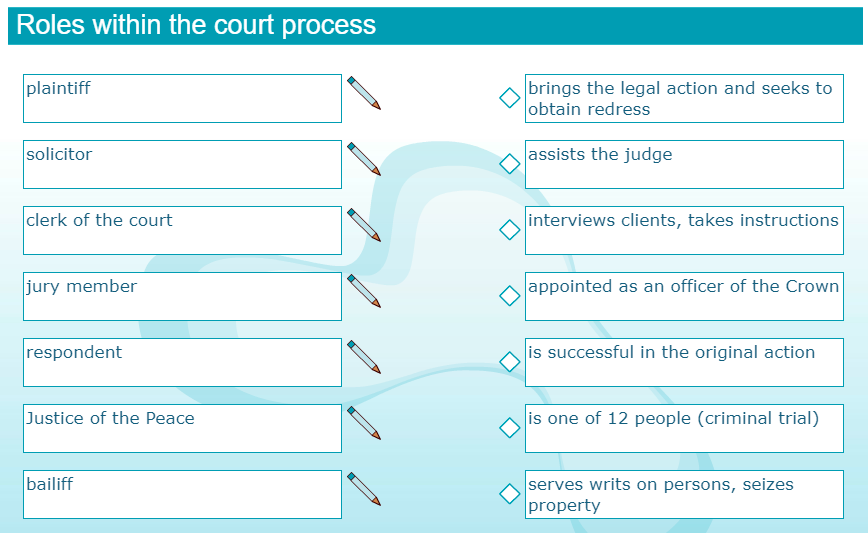 Roles within the court process
plaintiff
brings the legal action and seeks to
obtain redress
solicitor
assists the judge
clerk of the court
interviews clients, takes instructions
jury member
appointed as an officer of the Crown
respondent
is successful in the original action
Justice of the Peace
is one of 12 people (criminal trial)
bailiff
serves writs on persons, seizes
property